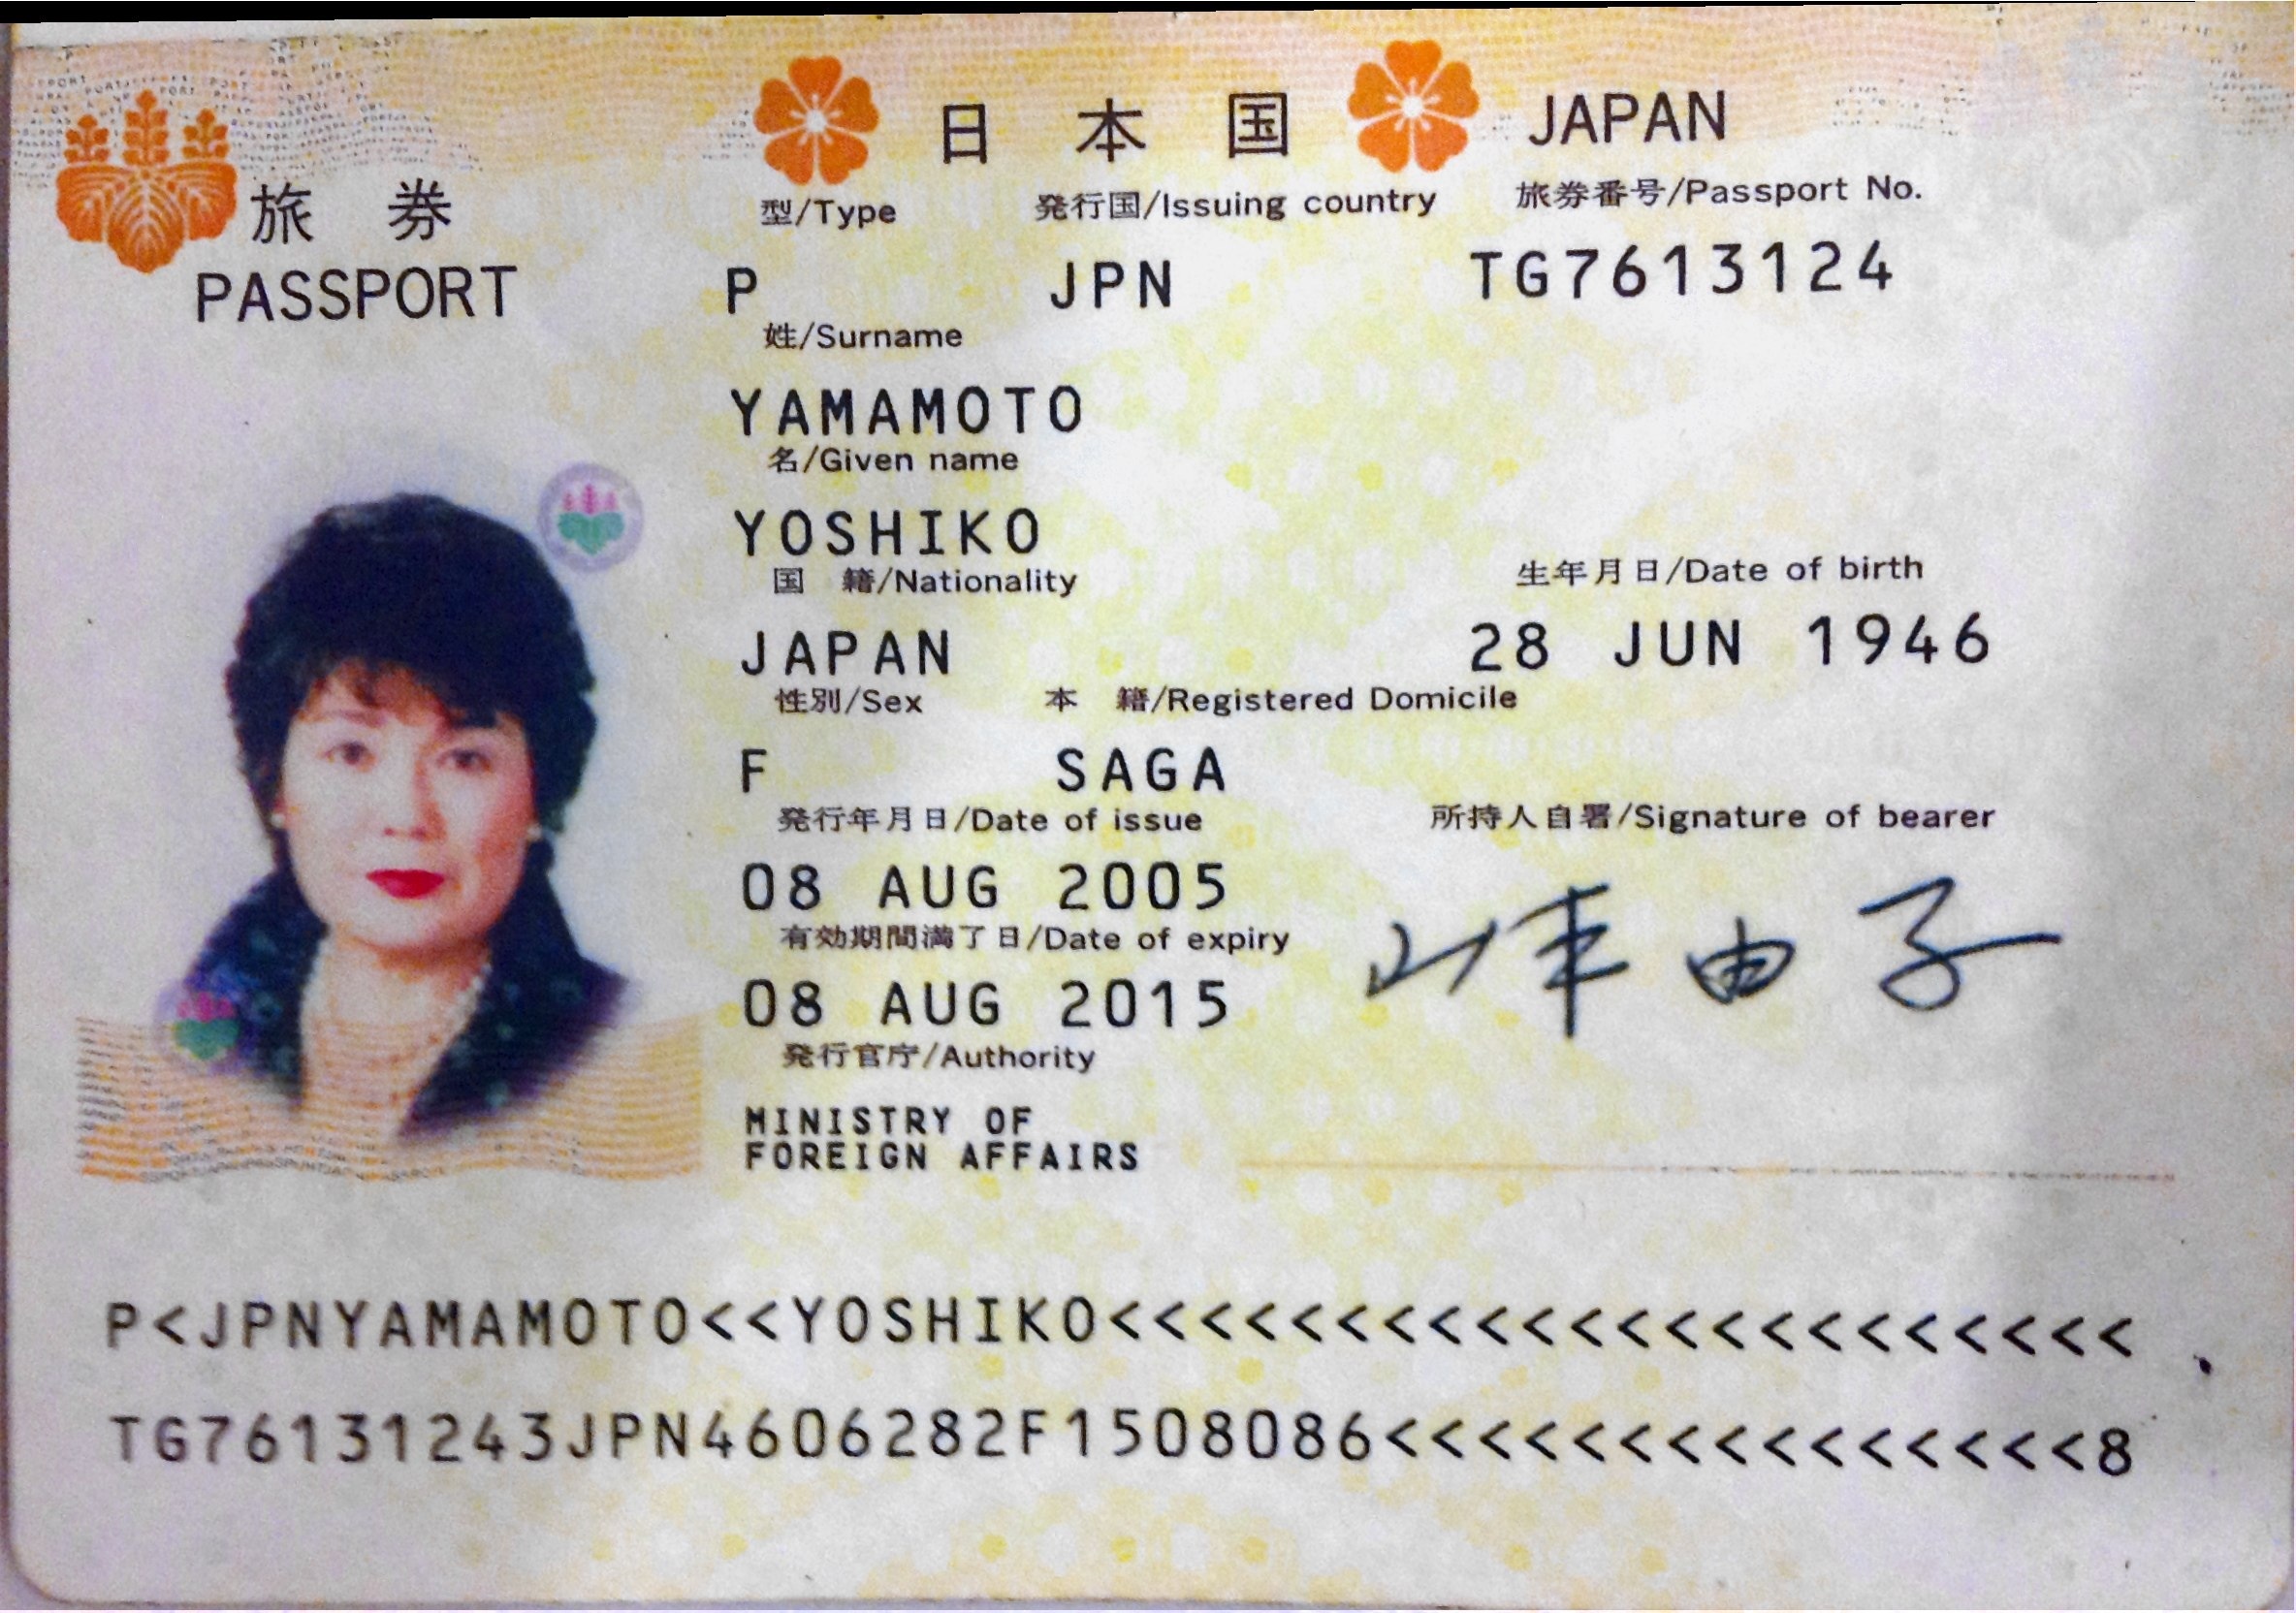 日本国 JAPAN
旅券
PASSPORT
型/Type 発行国/Issuing country 旅券番号/Passport No.
P JPN TG7613124
姓/Surname
YAMAMOTO
名/Given name
YOSHIKO
国 籍/Nationality 生年月日/Date of birth
JAPAN 28 JUN 1946
性別/Sex 本 籍/Registered Domicile
F SAGA
発行年月日/Date of issue 所持人自署/Signature of bearer
08 AUG 2005
有効期間満了日/Date of expiry
山本 由子
08 AUG 2015
発行官庁/Authority
MINISTRY OF
FOREIGN AFFAIRS
P<JPNYAMAMOTO<<YOSHIKO<<<<<<<<<<<<<<<<<<<<<<
TG76131243JPN4606282F1508086<<<<<<<<<<<<<<<8